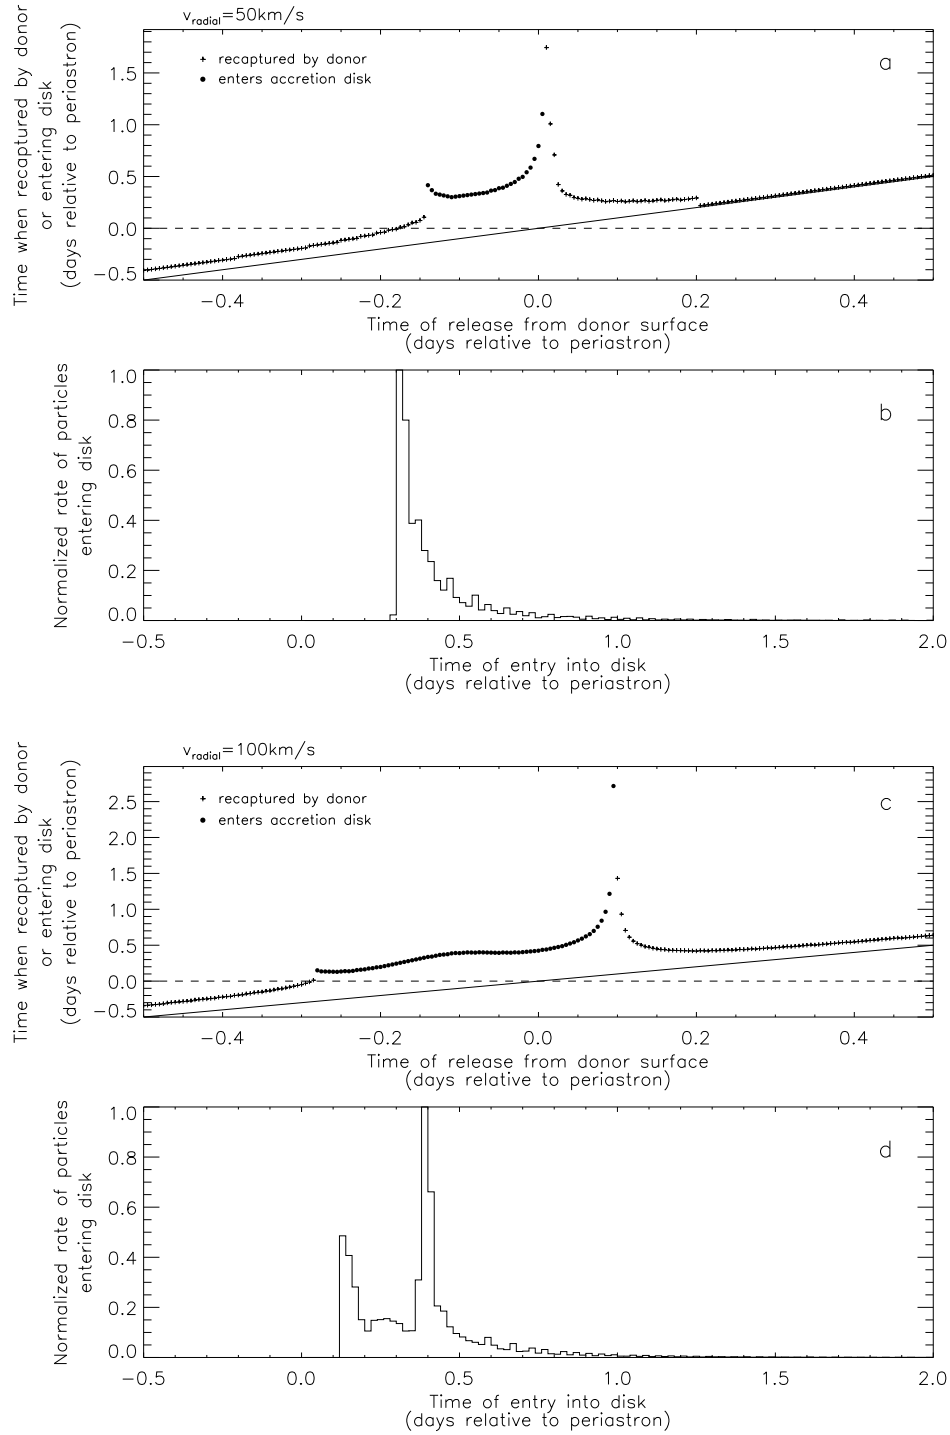 v_radial=50km/s
Time when recaptured by donor
or entering disk
(days relative to periastron)
a
+ recaptured by donor
● enters accretion disk
1.5
1.0
0.5
0.0
−0.5
−0.4 −0.2 0.0 0.2 0.4
Time of release from donor surface
(days relative to periastron)
Normalized rate of particles
entering disk
b
1.0
0.8
0.6
0.4
0.2
0.0
−0.5 0.0 0.5 1.0 1.5 2.0
Time of entry into disk
(days relative to periastron)
v_radial=100km/s
Time when recaptured by donor
or entering disk
(days relative to periastron)
c
+ recaptured by donor
● enters accretion disk
2.5
2.0
1.5
1.0
0.5
0.0
−0.5
−0.4 −0.2 0.0 0.2 0.4
Time of release from donor surface
(days relative to periastron)
Normalized rate of particles
entering disk
d
1.0
0.8
0.6
0.4
0.2
0.0
−0.5 0.0 0.5 1.0 1.5 2.0
Time of entry into disk
(days relative to periastron)